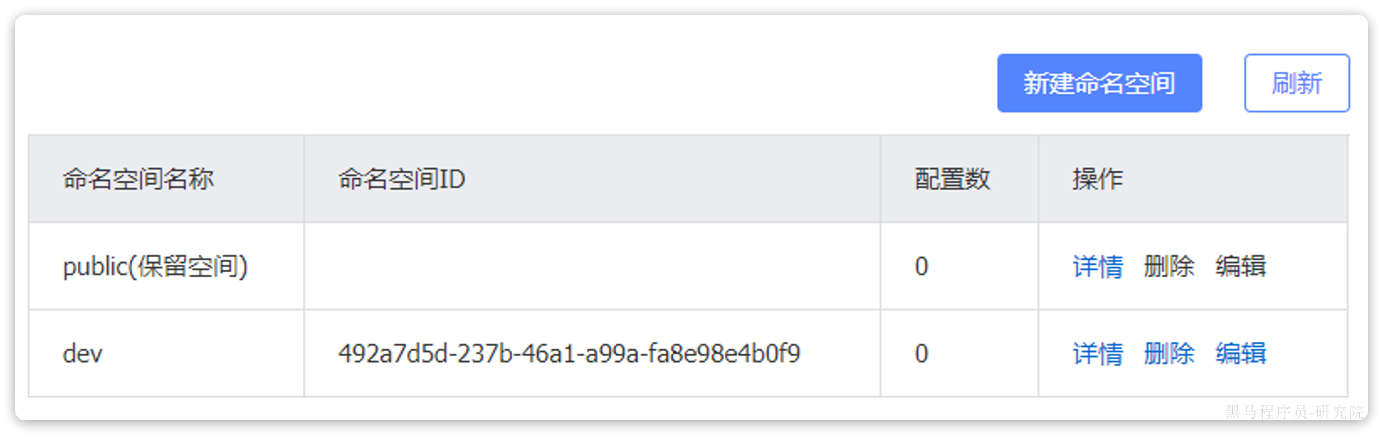 新建命名空间 刷新
命名空间名称 命名空间ID 配置数 操作
public(保留空间) 0 详情 删除 编辑
dev 492a7d5d-237b-46a1-a99a-fa8e98e4b0f9 0 详情 删除 编辑
黑马程序员-研究院